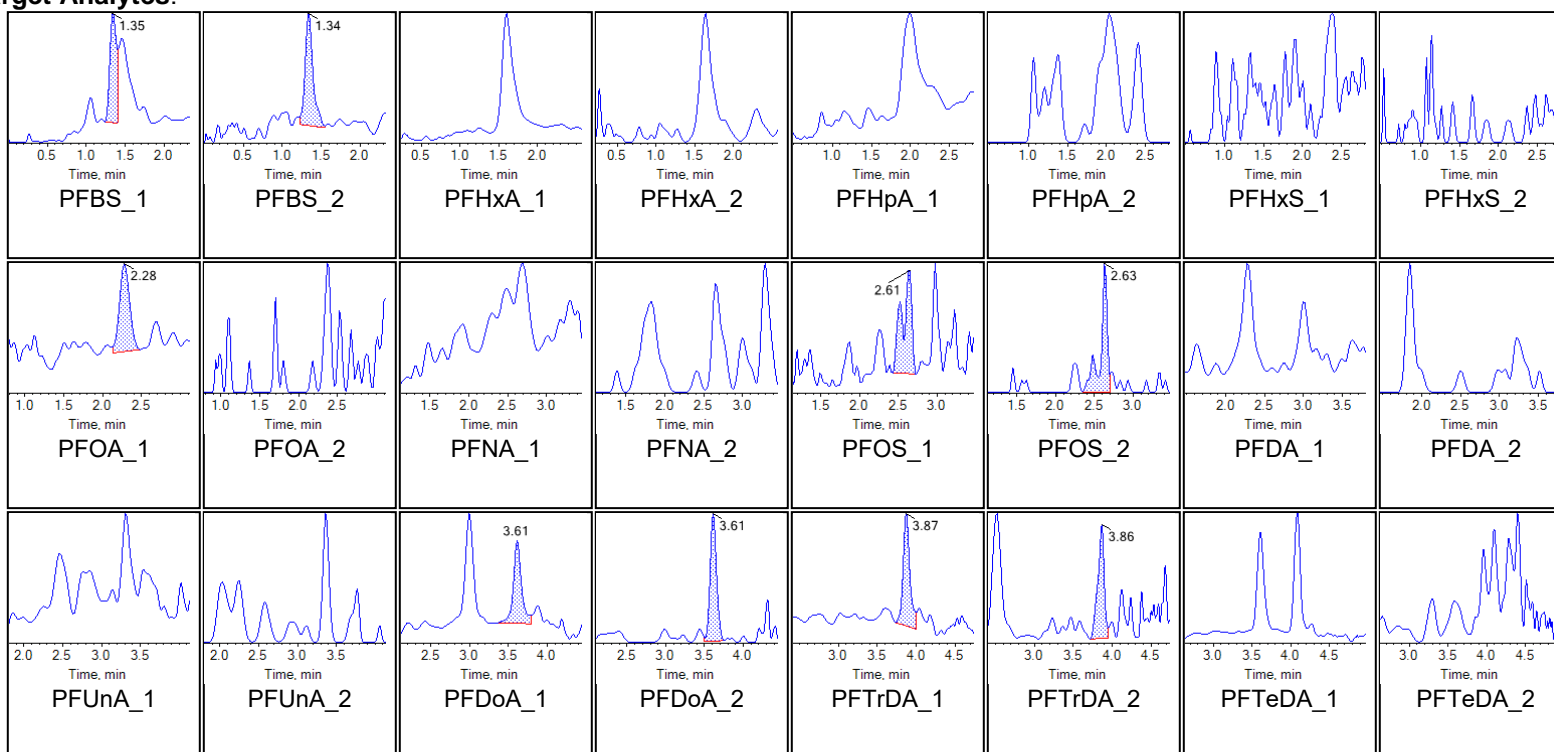 rget Analytes:
1.35 1.34
0.5 1.0 1.5 2.0 0.5 1.0 1.5 2.0 0.5 1.0 1.5 2.0 0.5 1.0 1.5 2.0 1.0 1.5 2.0 2.5 1.0 1.5 2.0 2.5 1.0 1.5 2.0 2.5 1.0 1.5 2.0 2.5
Time, min Time, min Time, min Time, min Time, min Time, min Time, min Time, min
PFBS_1 PFBS_2 PFHxA_1 PFHxA_2 PFHpA_1 PFHpA_2 PFHxS_1 PFHxS_2
2.28 2.61 2.63
1.0 1.5 2.0 2.5 1.0 1.5 2.0 2.5 1.5 2.0 2.5 3.0 1.5 2.0 2.5 3.0 1.5 2.0 2.5 3.0 1.5 2.0 2.5 3.0 2.0 2.5 3.0 3.5 2.0 2.5 3.0 3.5
Time, min Time, min Time, min Time, min Time, min Time, min Time, min Time, min
PFOA_1 PFOA_2 PFNA_1 PFNA_2 PFOS_1 PFOS_2 PFDA_1 PFDA_2
3.61 3.61 3.87 3.86
2.0 2.5 3.0 3.5 2.0 2.5 3.0 3.5 2.5 3.0 3.5 4.0 2.5 3.0 3.5 4.0 3.0 3.5 4.0 4.5 3.0 3.5 4.0 4.5 3.0 3.5 4.0 4.5 3.0 3.5 4.0 4.5
Time, min Time, min Time, min Time, min Time, min Time, min Time, min Time, min
PFUnA_1 PFUnA_2 PFDoA_1 PFDoA_2 PFTrDA_1 PFTrDA_2 PFTeDA_1 PFTeDA_2